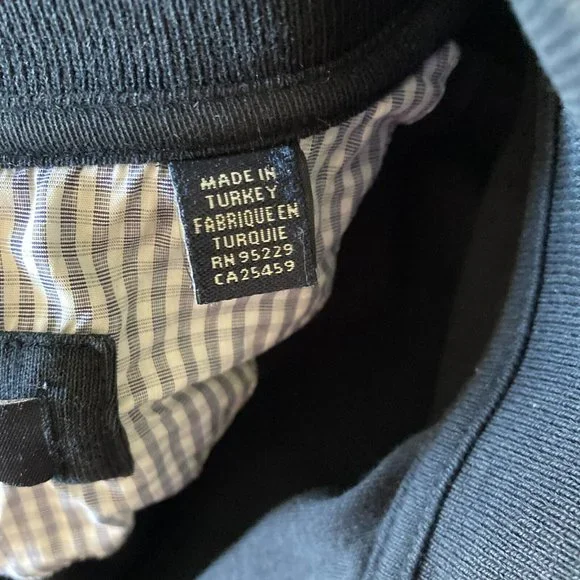 MADE IN
TURKEY
FABRIQUE EN
TURQUIE
RN 95229
CA25459